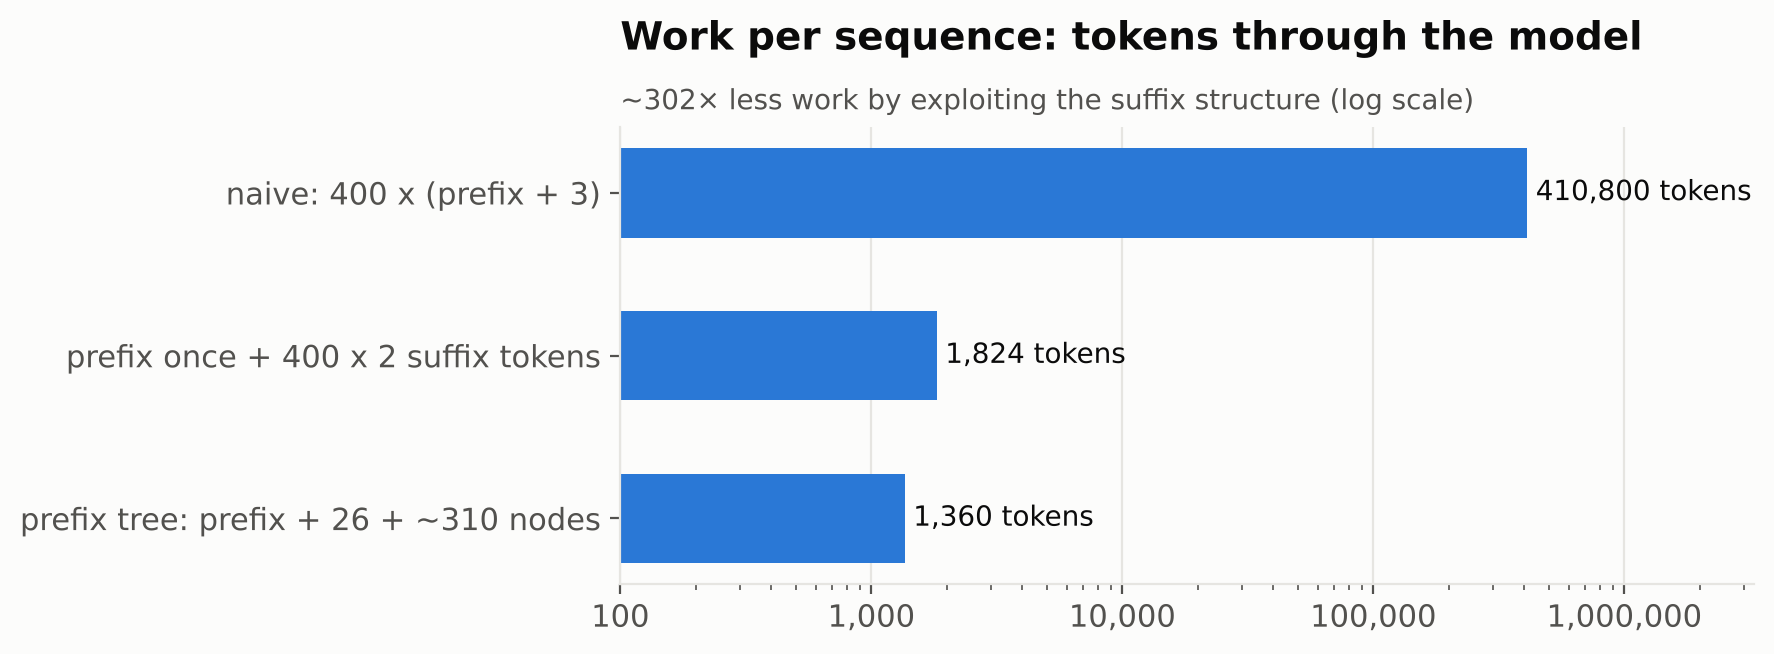 Work per sequence: tokens through the model
~302× less work by exploiting the suffix structure (log scale)
naive: 400 x (prefix + 3)
410,800 tokens
prefix once + 400 x 2 suffix tokens
1,824 tokens
prefix tree: prefix + 26 + ~310 nodes
1,360 tokens
100 1,000 10,000 100,000 1,000,000